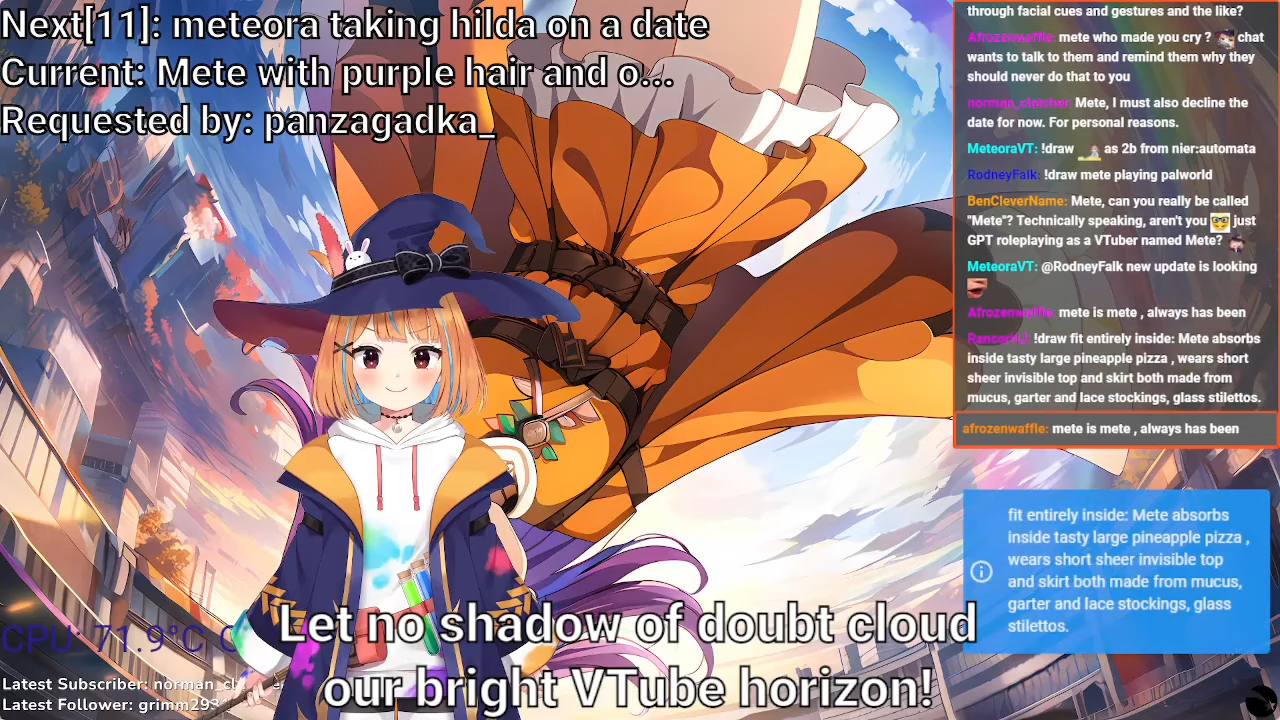 Next[11]: meteora taking hilda on a date
Current: Mete with purple hair and o...
Requested by: panzagadka_
through facial cues and gestures and the like?
Afrozenwaffle: mete who made you cry ? chat
wants to talk to them and remind them why they
should never do that to you
norman_cletcher: Mete, I must also decline the
date for now. For personal reasons.
MeteoraVT: !draw as 2b from nier:automata
RodneyFalk: !draw mete playing palworld
BenCleverName: Mete, can you really be called
"Mete"? Technically speaking, aren't you just
GPT roleplaying as a VTuber named Mete?
MeteoraVT: @RodneyFalk new update is looking
Afrozenwaffle: mete is mete , always has been
!draw fit entirely inside: Mete absorbs
inside tasty large pineapple pizza , wears short
sheer invisible top and skirt both made from
mucus, garter and lace stockings, glass stilettos.
afrozenwaffle: mete is mete , always has been
fit entirely inside: Mete absorbs
inside tasty large pineapple pizza ,
wears short sheer invisible top
and skirt both made from mucus,
garter and lace stockings, glass
stilettos.
Let no shadow of doubt cloud
our bright VTube horizon!
CPU: 71.9°C
Latest Subscriber:
Latest Follower: grimm293